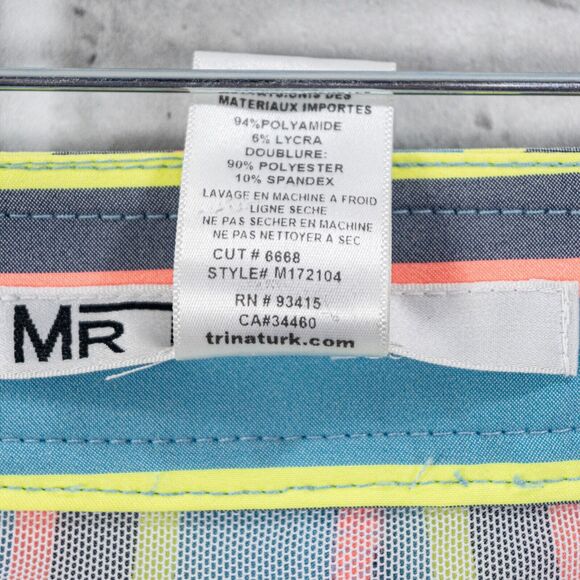 MATERIAUX IMPORTES
94%POLYAMIDE
6% LYCRA
DOUBLURE:
90% POLYESTER
10% SPANDEX
LAVAGE EN MACHINE A FROID
LIGNE SECHE
NE PAS SECHER EN MACHINE
NE PAS NETTOYER A SEC
CUT # 6668
STYLE# M172104
RN # 93415
CA#34460
trinaturk.com
MR